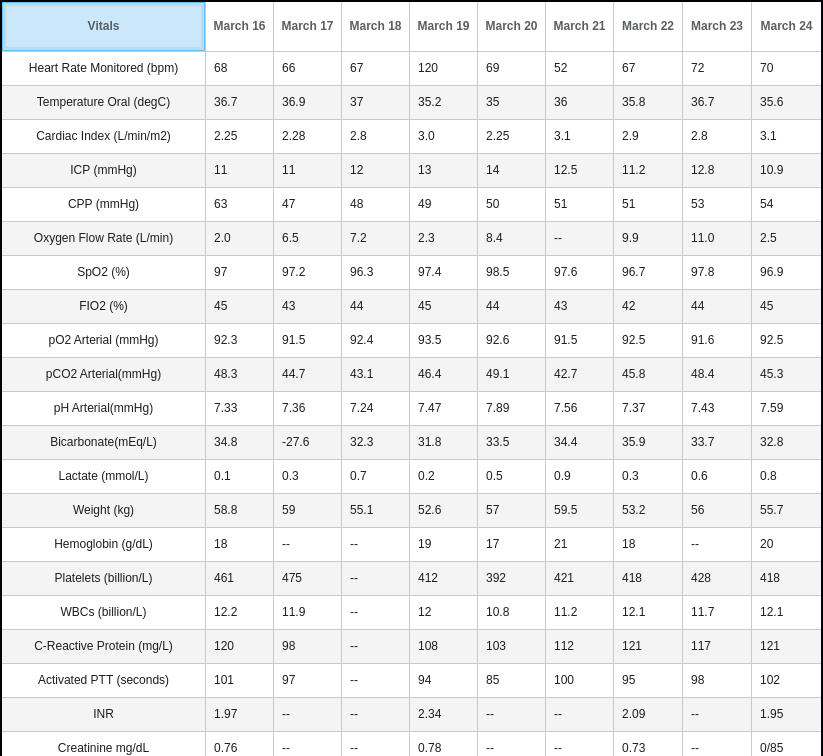 Vitals March 16 March 17 March 18 March 19 March 20 March 21 March 22 March 23 March 24
Heart Rate Monitored (bpm) 68 66 67 120 69 52 67 72 70
Temperature Oral (degC) 36.7 36.9 37 35.2 35 36 35.8 36.7 35.6
Cardiac Index (L/min/m2) 2.25 2.28 2.8 3.0 2.25 3.1 2.9 2.8 3.1
ICP (mmHg) 11 11 12 13 14 12.5 11.2 12.8 10.9
CPP (mmHg) 63 47 48 49 50 51 51 53 54
Oxygen Flow Rate (L/min) 2.0 6.5 7.2 2.3 8.4 -- 9.9 11.0 2.5
SpO2 (%) 97 97.2 96.3 97.4 98.5 97.6 96.7 97.8 96.9
FIO2 (%) 45 43 44 45 44 43 42 44 45
pO2 Arterial (mmHg) 92.3 91.5 92.4 93.5 92.6 91.5 92.5 91.6 92.5
pCO2 Arterial(mmHg) 48.3 44.7 43.1 46.4 49.1 42.7 45.8 48.4 45.3
pH Arterial(mmHg) 7.33 7.36 7.24 7.47 7.89 7.56 7.37 7.43 7.59
Bicarbonate(mEq/L) 34.8 -27.6 32.3 31.8 33.5 34.4 35.9 33.7 32.8
Lactate (mmol/L) 0.1 0.3 0.7 0.2 0.5 0.9 0.3 0.6 0.8
Weight (kg) 58.8 59 55.1 52.6 57 59.5 53.2 56 55.7
Hemoglobin (g/dL) 18 -- -- 19 17 21 18 -- 20
Platelets (billion/L) 461 475 -- 412 392 421 418 428 418
WBCs (billion/L) 12.2 11.9 -- 12 10.8 11.2 12.1 11.7 12.1
C-Reactive Protein (mg/L) 120 98 -- 108 103 112 121 117 121
Activated PTT (seconds) 101 97 -- 94 85 100 95 98 102
INR 1.97 -- -- 2.34 -- -- 2.09 -- 1.95
Creatinine mg/dL 0.76 -- -- 0.78 -- -- 0.73 -- 0/85